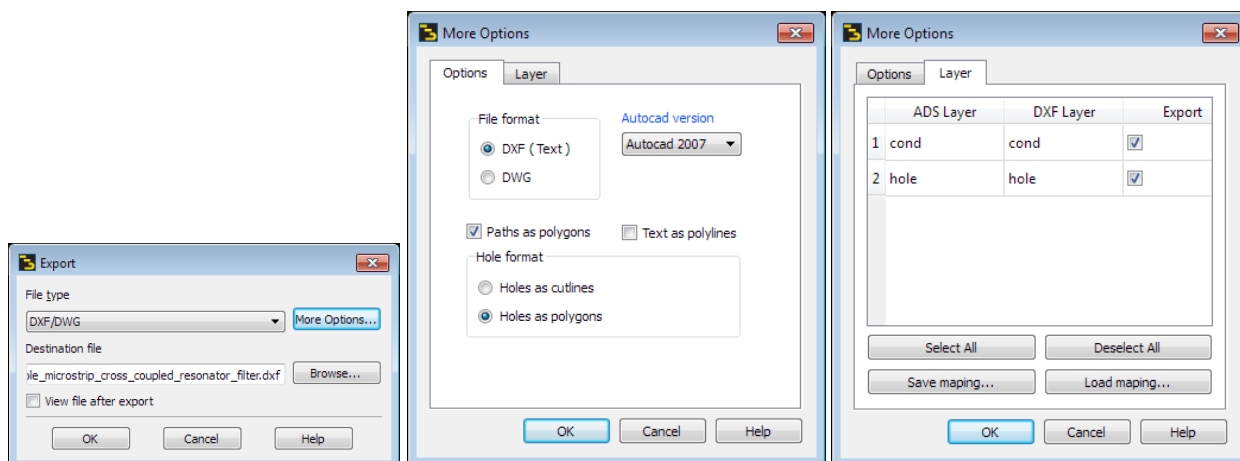 Export
File type
DXF/DWG
More Options...
Destination file
ole_microstrip_cross_coupled_resonator_filter.dxf
Browse...
View file after export
OK Cancel Help
More Options
Options Layer
File format
DXF ( Text )
DWG
Autocad version
Autocad 2007
Paths as polygons
Text as polylines
Hole format
Holes as cutlines
Holes as polygons
OK Cancel Help
More Options
Options Layer
ADS Layer DXF Layer Export
1 cond cond
2 hole hole
Select All Deselect All
Save maping... Load maping...
OK Cancel Help